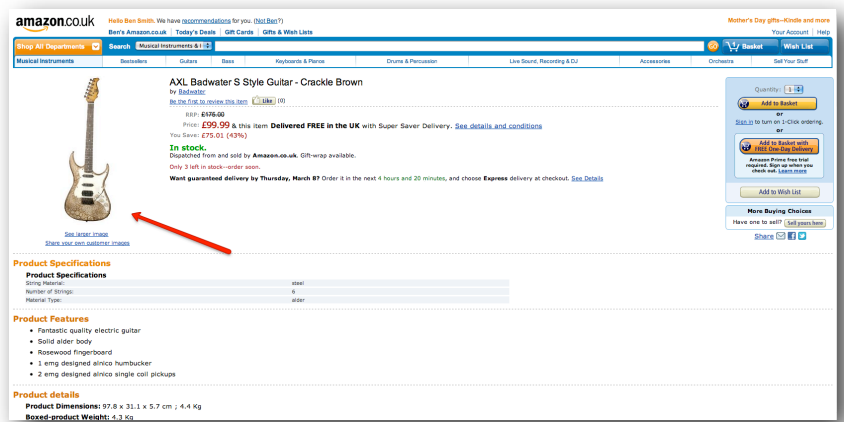 amazon.co.uk
Hello Ben Smith. We have recommendations for you. (Not Ben?)
Mother's Day gifts–Kindle and more
Ben's Amazon.co.uk Today's Deals Gift Cards Gifts & Wish Lists
Your Account Help
Shop All Departments Search Musical Instruments & I GO Basket Wish List
Musical Instruments Bestsellers Guitars Bass Keyboards & Pianos Drums & Percussion Live Sound, Recording & DJ Accessories Orchestra Sell Your Stuff
AXL Badwater S Style Guitar - Crackle Brown
by Badwater
Be the first to review this item Like (0)
RRP: £175.00
Price: £99.99 & this item Delivered FREE in the UK with Super Saver Delivery. See details and conditions
You Save: £75.01 (43%)
In stock.
Dispatched from and sold by Amazon.co.uk. Gift-wrap available.
Only 3 left in stock--order soon.
Want guaranteed delivery by Thursday, March 8? Order it in the next 4 hours and 20 minutes, and choose Express delivery at checkout. See Details
See larger image
Share your own customer images
Quantity: 1
Add to Basket
or
Sign in to turn on 1-Click ordering.
or
Add to Basket with
FREE One-Day Delivery
Amazon Prime free trial
required. Sign up when you
check out. Learn more
Add to Wish List
More Buying Choices
Have one to sell? Sell yours here
Share
Product Specifications
Product Specifications
String Material: steel
Number of Strings: 6
Material Type: alder
Product Features
• Fantastic quality electric guitar
• Solid alder body
• Rosewood fingerboard
• 1 emg designed alnico humbucker
• 2 emg designed alnico single coil pickups
Product details
Product Dimensions: 97.8 x 31.1 x 5.7 cm ; 4.4 Kg
Boxed-product Weight: 4.3 Kg